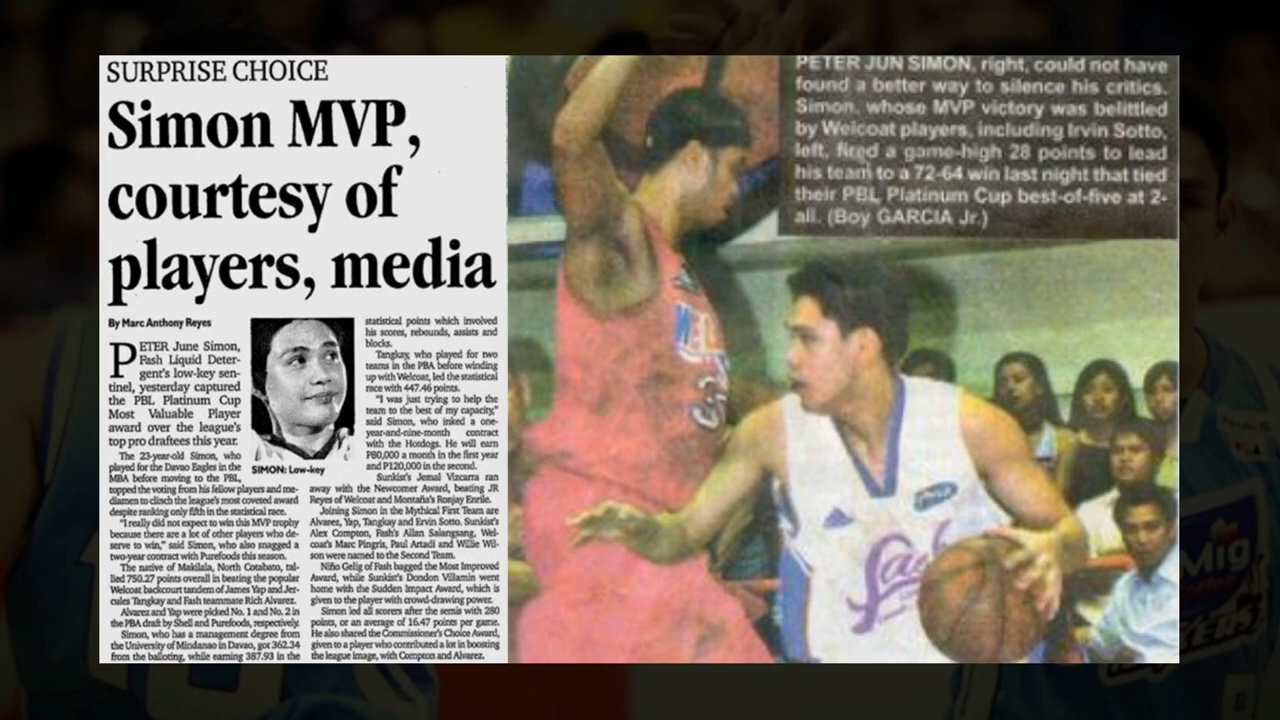 SURPRISE CHOICE
Simon MVP,
courtesy of
players, media
By Marc Anthony Reyes
PETER June Simon,
Fash Liquid Deter-
gent's low-key sen-
tinel, yesterday captured
the PBL Platinum Cup
Most Valuable Player
award over the league's
top pro draftees this year.
The 23-year-old Simon, who
played for the Davao Eagles in the
MBA before moving to the PBL,
topped the voting from his fellow players and me-
diamen to clinch the league's most coveted award
despite ranking only fifth in the statistical race.
"I really did not expect to win this MVP trophy
because there are a lot of other players who de-
serve to win," said Simon, who also snagged a
two-year contract with Purefoods this season.
The native of Makilala, North Cotabato, tal-
lied 750.27 points overall in beating the popular
Welcoat backcourt tandem of James Yap and Jer-
cules Tangkay and Fash teammate Rich Alvarez.
Alvarez and Yap were picked No. 1 and No. 2 in
the PBA draft by Shell and Purefoods, respectively.
Simon, who has a management degree from
the University of Mindanao in Davao, got 362.34
from the balloting, while earning 387.93 in the
SIMON: Low-key
statistical points which involved
his scores, rebounds, assists and
blocks.
Tangkay, who played for two
teams in the PBA before winding
up with Welcoat, led the statistical
race with 447.46 points.
"I was just trying to help the
team to the best of my capacity,"
said Simon, who inked a one-
year-and-nine-month contract
with the Hotdogs. He will earn
P80,000 a month in the first year
and P120,000 in the second.
Sunkist's Jemal Vizcarra ran
away with the Newcomer Award, beating JR
Reyes of Welcoat and Montaña's Ronjay Enrile.
Joining Simon in the Mythical First Team are
Alvarez, Yap, Tangkay and Ervin Sotto. Sunkist's
Alex Compton, Fash's Allan Salangsang, Wel-
coat's Marc Pingris, Paul Artadi and Willie Wil-
son were named to the Second Team.
Niño Gelig of Fash bagged the Most Improved
Award, while Sunkist's Dondon Villamin went
home with the Sudden Impact Award, which is
given to the player with crowd-drawing power.
Simon led all scorers after the semis with 280
points, or an average of 16.47 points per game.
He also shared the Commissioner's Choice Award,
given to a player who contributed a lot in boosting
the league image, with Compton and Alvarez.
PETER JUN SIMON, right, could not have
found a better way to silence his critics.
Simon, whose MVP victory was belittled
by Welcoat players, including Irvin Sotto,
left, fired a game-high 28 points to lead
his team to a 72-64 win last night that tied
their PBL Platinum Cup best-of-five at 2-
all. (Boy GARCIA Jr.)
Mig